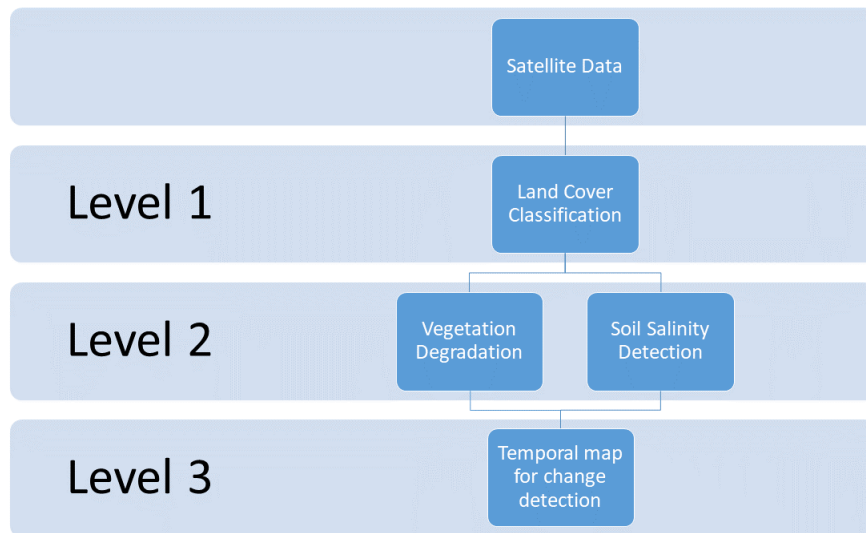 Satellite Data
Level 1
Land Cover
Classification
Level 2
Vegetation
Degradation
Soil Salinity
Detection
Level 3
Temporal map
for change
detection